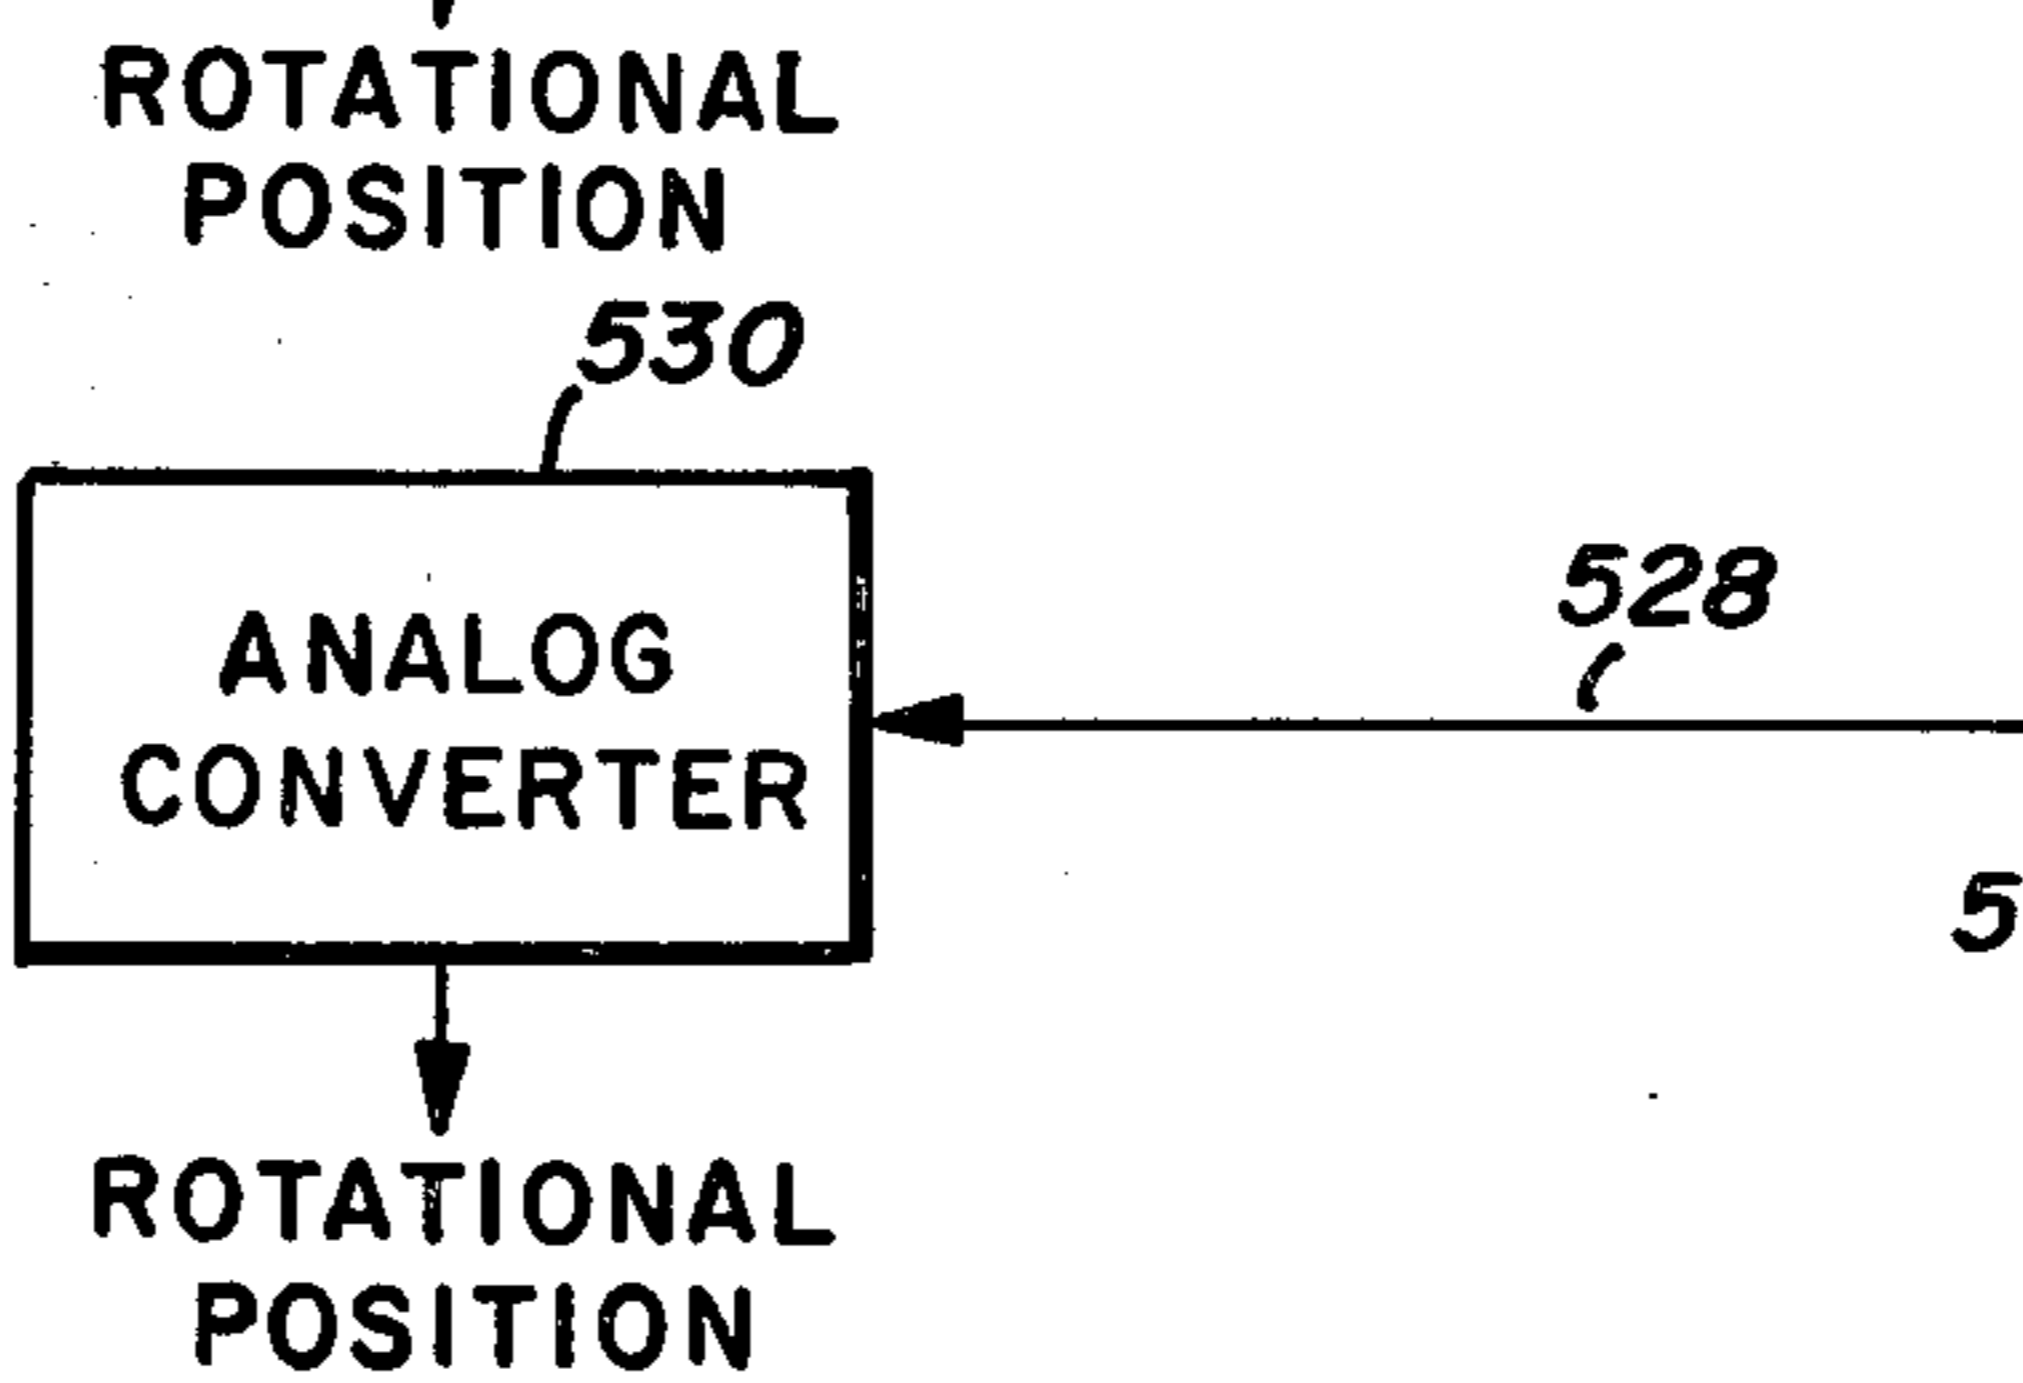 ROTATIONAL
POSITION
530
ANALOG
CONVERTER
528
5
ROTATIONAL
POSITION